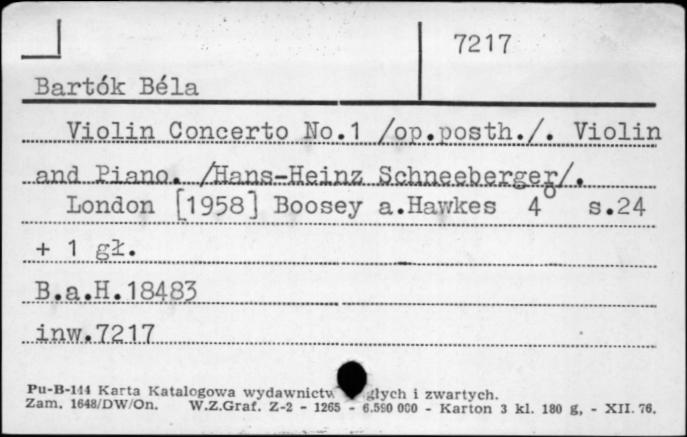 7217
Bartók Béla
Violin Concerto No.1 /op.posth./. Violin
and Piano. /Hans-Heinz Schneeberger/.
London [1958] Boosey a.Hawkes 4° s.24
+ 1 gł.
B.a.H.18483
inw.7217
Pu-B-144 Karta Katalogowa wydawnictw głych i zwartych.
Zam. 1648/DW/On. W.Z.Graf. Z-2 - 1265 - 6.590 000 - Karton 3 kl. 180 g, - XII. 76.